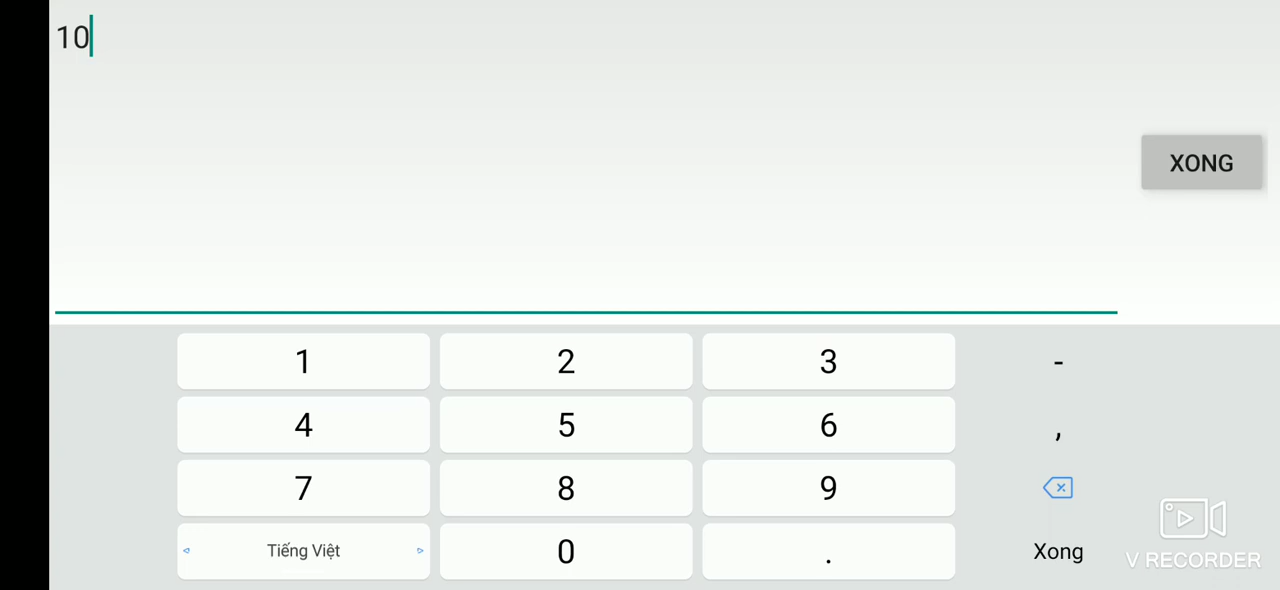 10
XONG
1 2 3 -
4 5 6 ,
7 8 9
Tiếng Việt 0 . Xong
V RECORDER